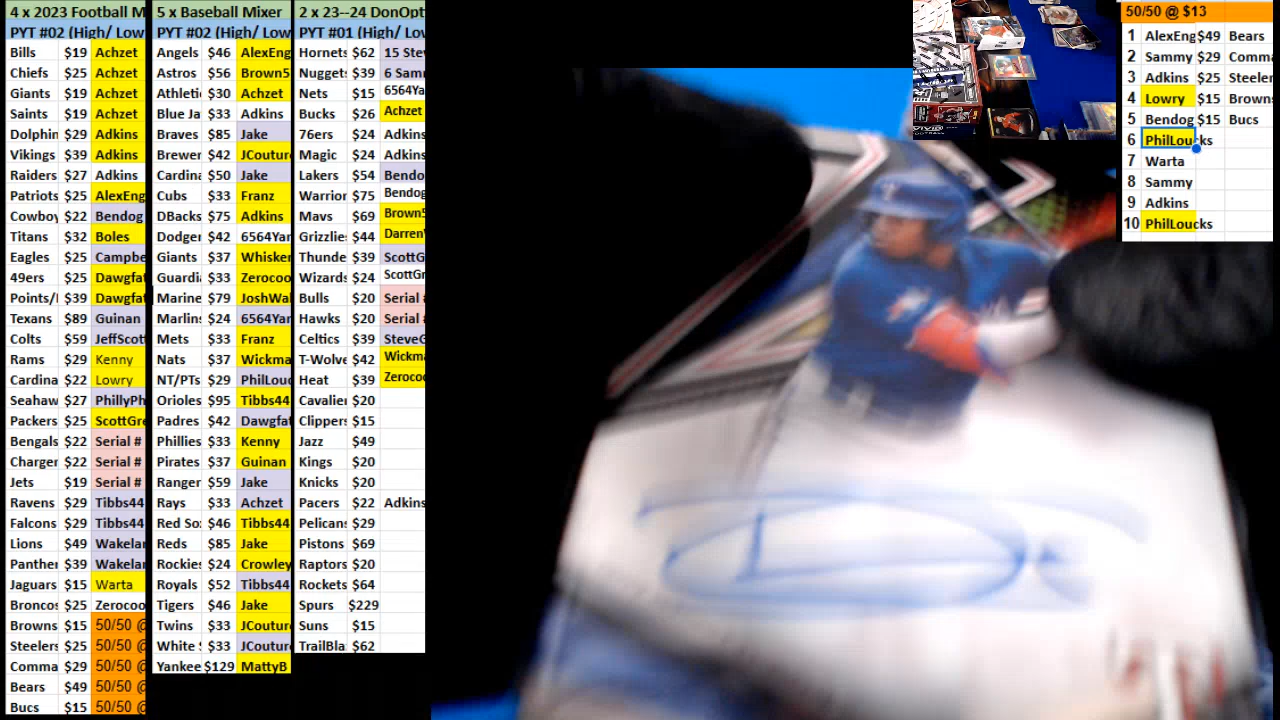 4 x 2023 Football M
PYT #02 (High/ Low
Bills $19 Achzet
Chiefs $25 Achzet
Giants $19 Achzet
Saints $19 Achzet
Dolphin $29 Adkins
Vikings $39 Adkins
Raiders $27 Adkins
Patriots $25 AlexEng
Cowboy $22 Bendog
Titans $32 Boles
Eagles $25 Campbe
49ers $25 Dawgfat
Points/ $39 Dawgfat
Texans $89 Guinan
Colts $59 JeffScott
Rams $29 Kenny
Cardina $22 Lowry
Seahaw $27 PhillyPh
Packers $25 ScottGre
Bengals $22 Serial #
Charger $22 Serial #
Jets $19 Serial #
Ravens $29 Tibbs44
Falcons $29 Tibbs44
Lions $49 Wakelar
Panther $39 Wakelar
Jaguars $15 Warta
Broncos $25 Zerocoo
Browns $15 50/50 @
Steelers $25 50/50 @
Comma $29 50/50 @
Bears $49 50/50 @
Bucs $15 50/50 @
5 x Baseball Mixer
PYT #02 (High/ Low
Angels $46 AlexEng
Astros $56 Brown5
Athleti $30 Achzet
Blue Ja $33 Adkins
Braves $85 Jake
Brewer $42 JCouture
Cardina $50 Jake
Cubs $33 Franz
DBacks $75 Adkins
Dodger $42 6564Yar
Giants $37 Whisker
Guardi $33 Zerocoo
Marine $79 JoshWal
Marlins $24 6564Yar
Mets $33 Franz
Nats $37 Wickma
NT/PTs $29 PhilLouc
Orioles $95 Tibbs44
Padres $42 Dawgfat
Phillies $33 Kenny
Pirates $37 Guinan
Ranger $59 Jake
Rays $33 Achzet
Red So $46 Tibbs44
Reds $85 Jake
Rockies $24 Crowley
Royals $52 Tibbs44
Tigers $46 Jake
Twins $33 JCouture
White $33 JCouture
Yankee $129 MattyB
2 x 23--24 DonOpt
PYT #01 (High/ Low
Hornets $62 15 Stev
Nuggets $39 6 Samm
Nets $15 6564Ya
Bucks $26 Achzet
76ers $24 Adkins
Magic $24 Adkins
Lakers $54 Bendo
Warrior $75 Bendog
Mavs $69 Brown5
Grizzlie $44 Darren'
Thunde $39 ScottG
Wizards $24 ScottGr
Bulls $20 Serial #
Hawks $20 Serial #
Celtics $39 SteveG
T-Wolve $42 Wickma
Heat $39 Zerocoo
Cavalier $20
Clippers $15
Jazz $49
Kings $20
Knicks $20
Pacers $22 Adkins
Pelicans $29
Pistons $69
Raptors $20
Rockets $64
Spurs $229
Suns $15
TrailBla $62
50/50 @ $13
1 AlexEng $49 Bears
2 Sammy $29 Comma
3 Adkins $25 Steeler
4 Lowry $15 Brown
5 Bendog $15 Bucs
6 PhilLoucks
7 Warta
8 Sammy
9 Adkins
10 PhilLoucks